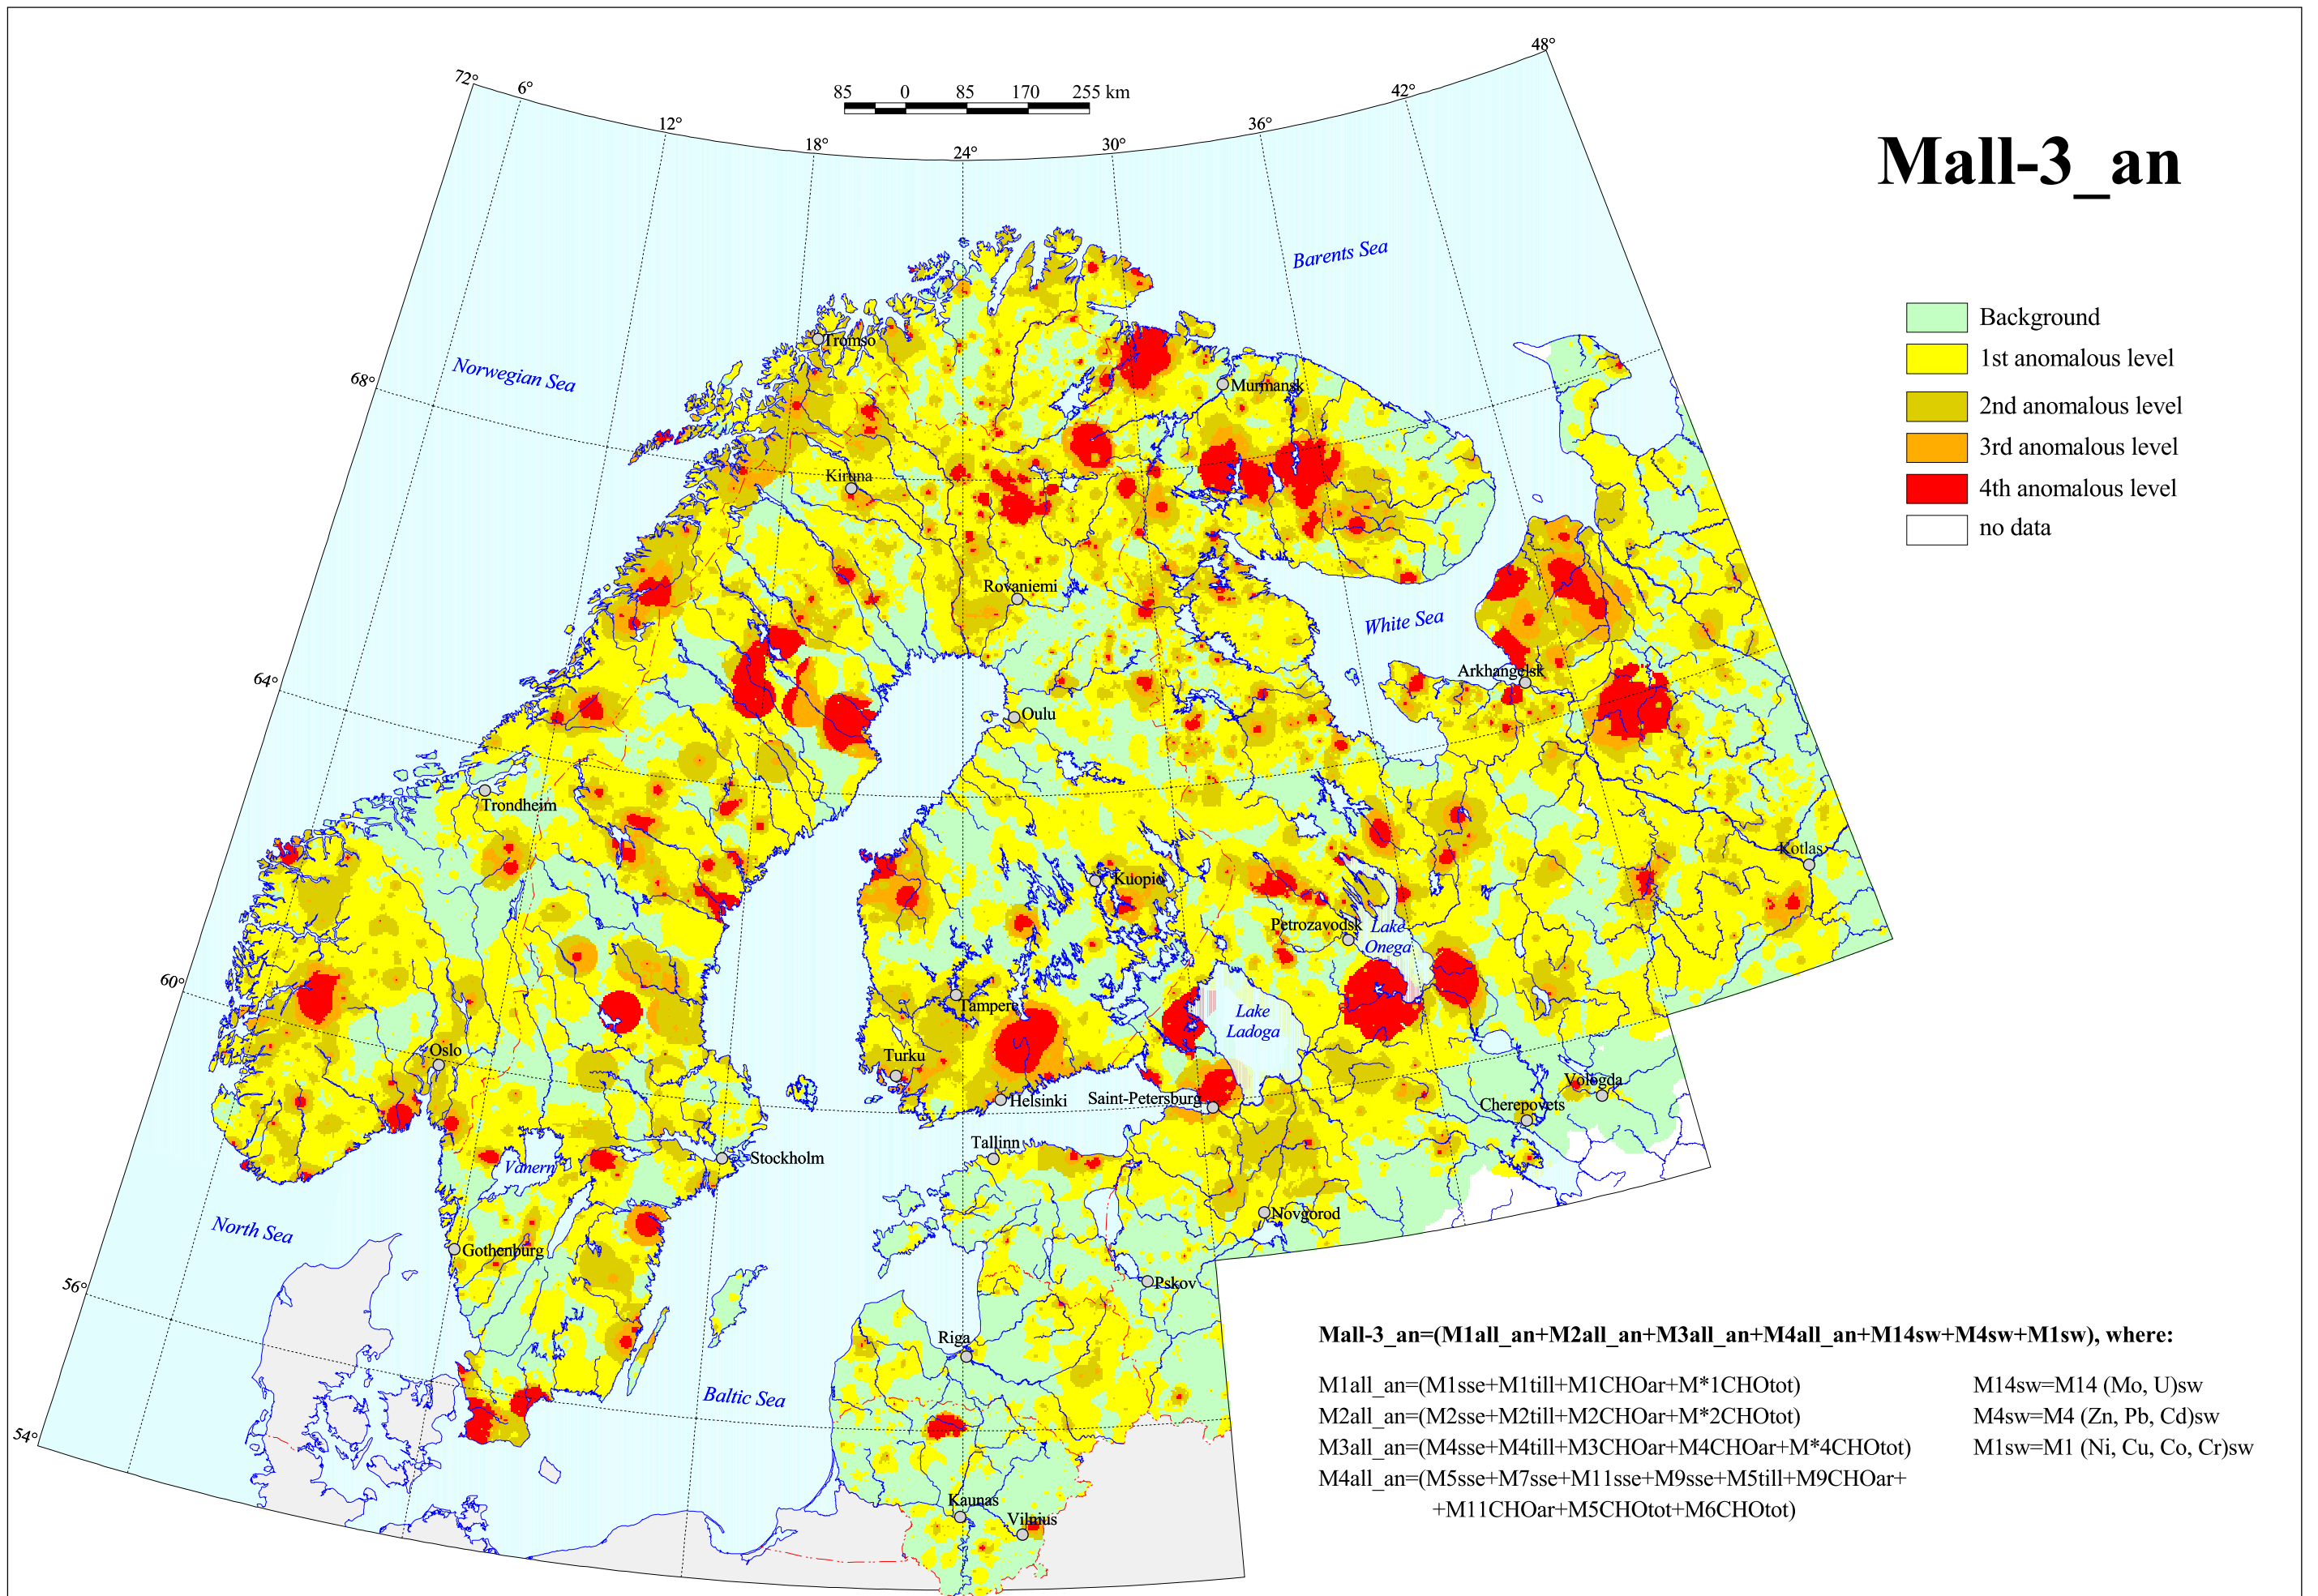 48°
72°
6°
42°
85 0 85 170 255 km
12°
36°
18°
30°
24°
Mall-3_an
Barents Sea
Background
1st anomalous level
2nd anomalous level
3rd anomalous level
4th anomalous level
no data
Tromso
Norwegian Sea
68°
Murmansk
Kiruna
Rovaniemi
White Sea
Arkhangelsk
64°
Oulu
Trondheim
Kotlas
Kuopio
Petrozavodsk
Lake
Onega
60°
Tampere
Lake
Ladoga
Oslo
Turku
Vologda
Helsinki
Saint-Petersburg
Cherepovets
Tallinn
Stockholm
Vanern
Novgorod
North Sea
Gothenburg
Pskov
56°
Riga
Baltic Sea
54°
Kaunas
Vilnius
Mall-3_an=(M1all_an+M2all_an+M3all_an+M4all_an+M14sw+M4sw+M1sw), where:
M1all_an=(M1sse+M1till+M1CHOar+M*1CHOtot) M14sw=M14 (Mo, U)sw
M2all_an=(M2sse+M2till+M2CHOar+M*2CHOtot) M4sw=M4 (Zn, Pb, Cd)sw
M3all_an=(M4sse+M4till+M3CHOar+M4CHOar+M*4CHOtot) M1sw=M1 (Ni, Cu, Co, Cr)sw
M4all_an=(M5sse+M7sse+M11sse+M9sse+M5till+M9CHOar+
+M11CHOar+M5CHOtot+M6CHOtot)